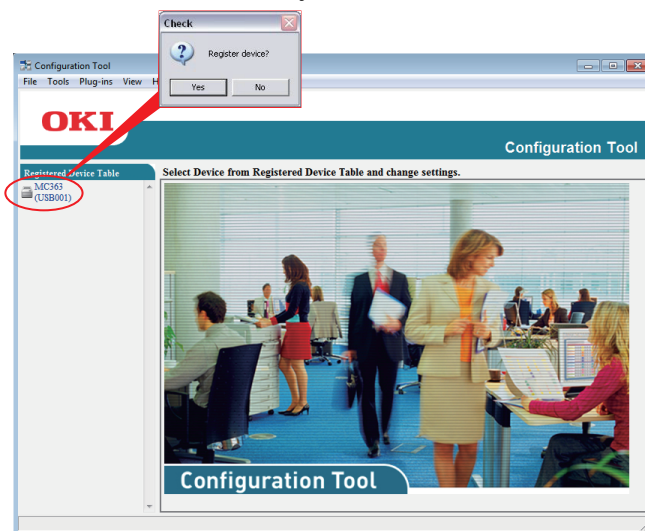 Check
Register device?
Yes
No
Configuration Tool
File Tools Plug-ins View H
OKI
Configuration Tool
Registered Device Table
Select Device from Registered Device Table and change settings.
MC363
(USB001)
Configuration Tool